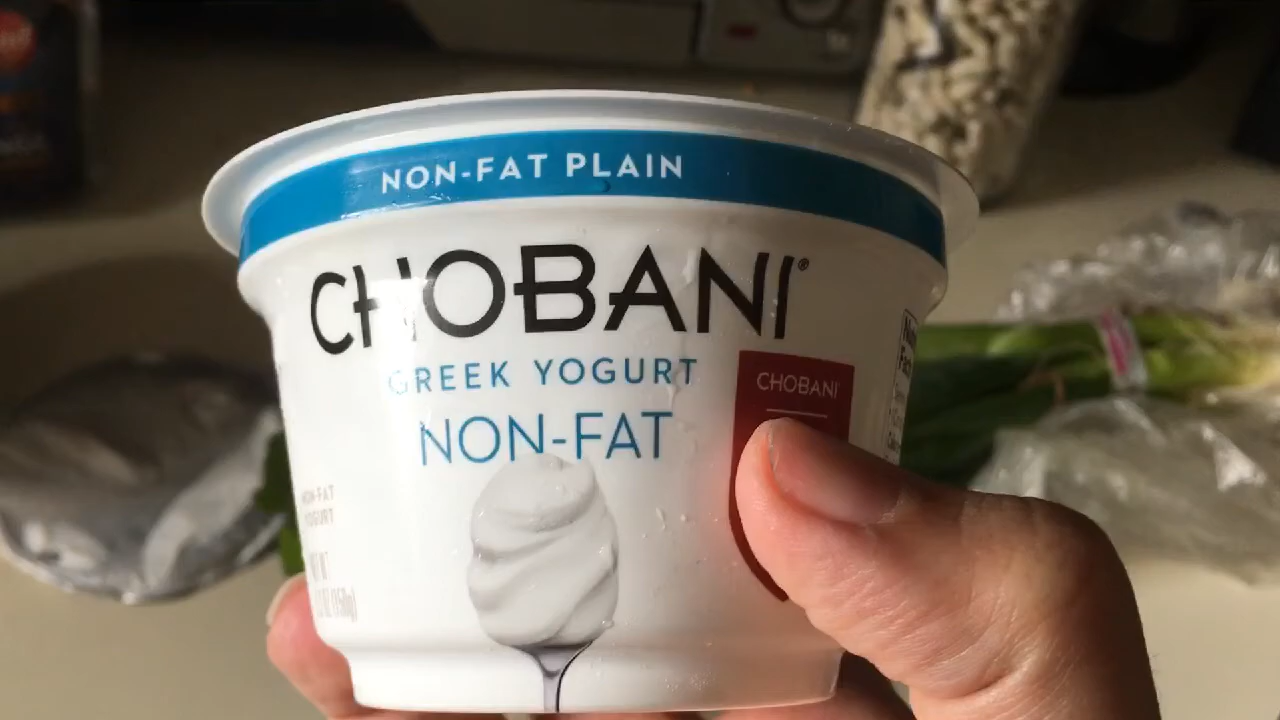 NON-FAT PLAIN
CHOBANI®
GREEK YOGURT
NON-FAT
CHOBANI
NON-FAT
YOGURT